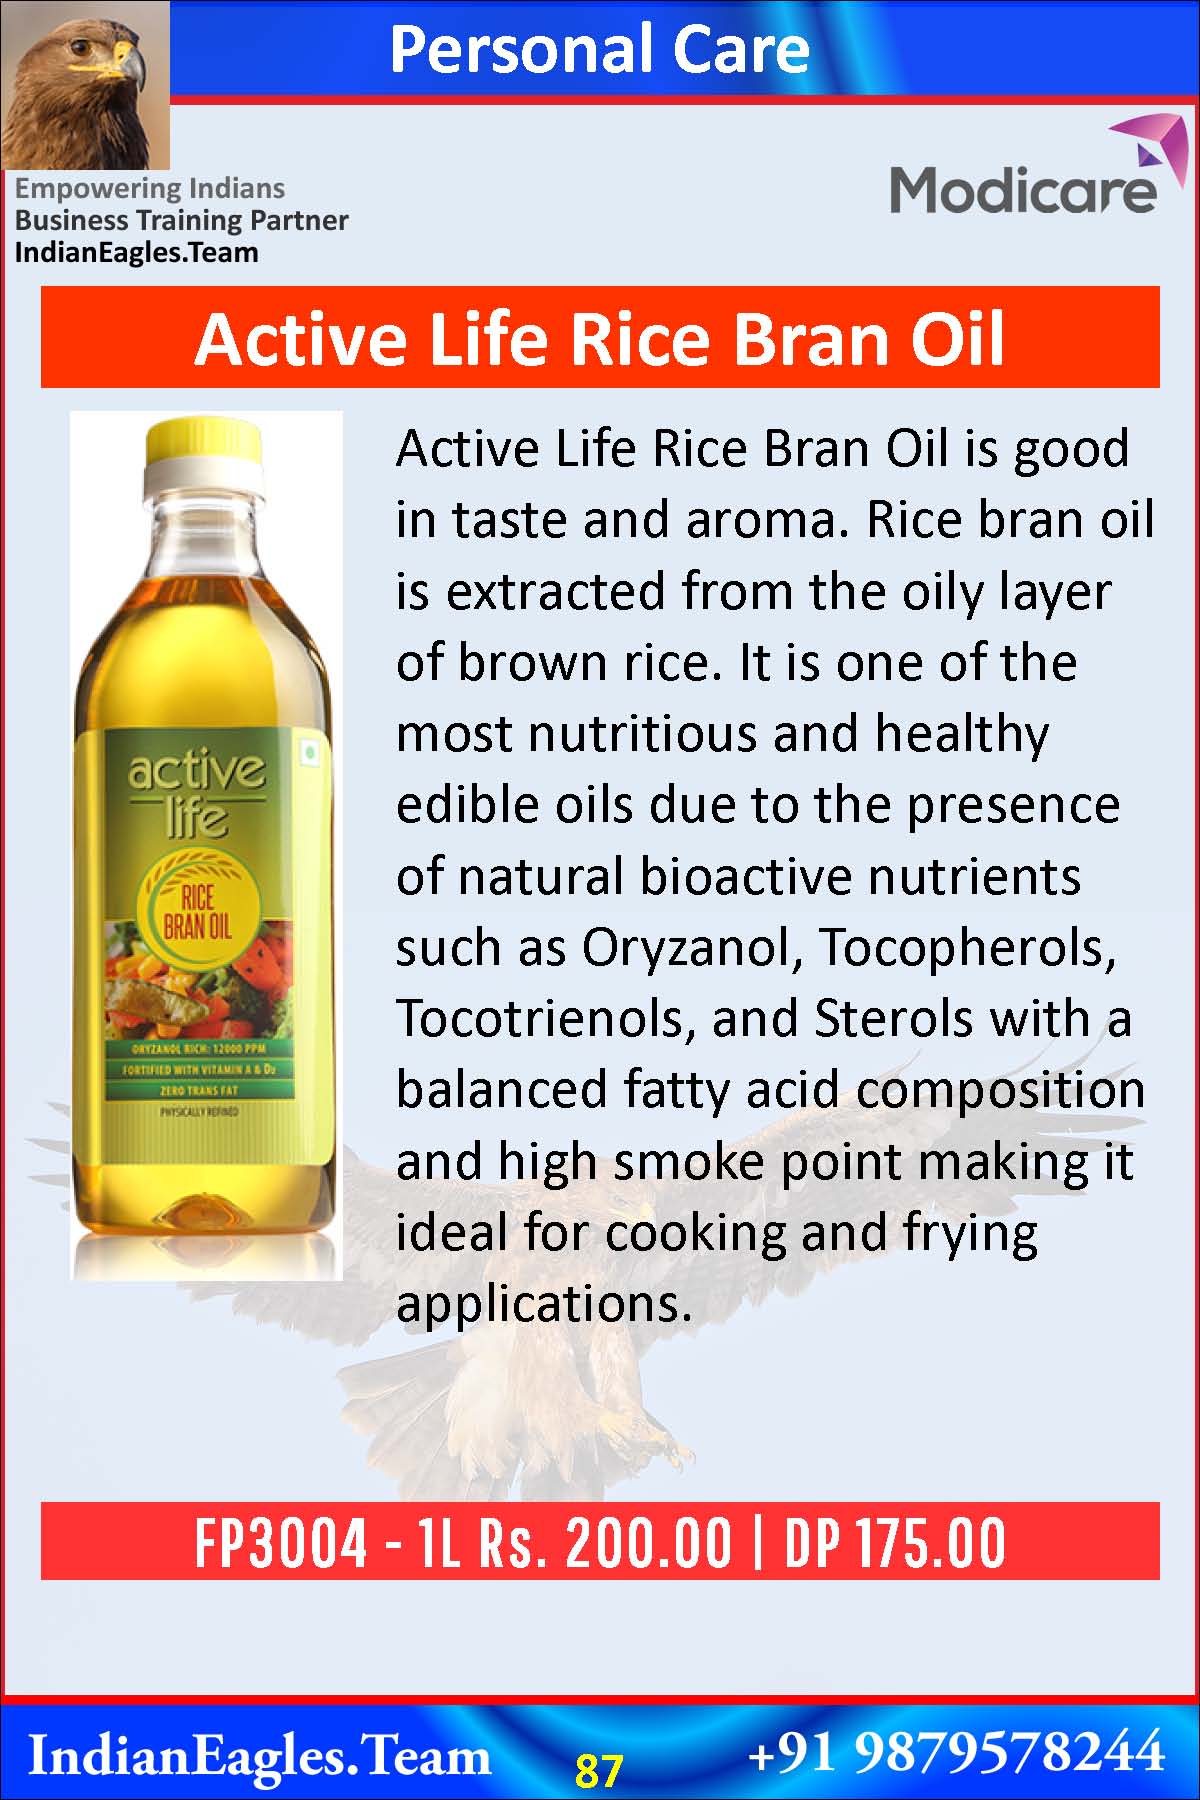 Personal Care
Empowering Indians
Business Training Partner
IndianEagles.Team
Modicare
Active Life Rice Bran Oil
Active Life Rice Bran Oil is good
in taste and aroma. Rice bran oil
is extracted from the oily layer
of brown rice. It is one of the
most nutritious and healthy
edible oils due to the presence
of natural bioactive nutrients
such as Oryzanol, Tocopherols,
Tocotrienols, and Sterols with a
balanced fatty acid composition
and high smoke point making it
ideal for cooking and frying
applications.
active
life
RICE
BRAN OIL
ORYZANOL RICH: 12000 PPM
FORTIFIED WITH VITAMIN A & D2
ZERO TRANS FAT
PHYSICALLY REFINED
FP3004 - 1L Rs. 200.00 | DP 175.00
IndianEagles.Team
87
+91 9879578244